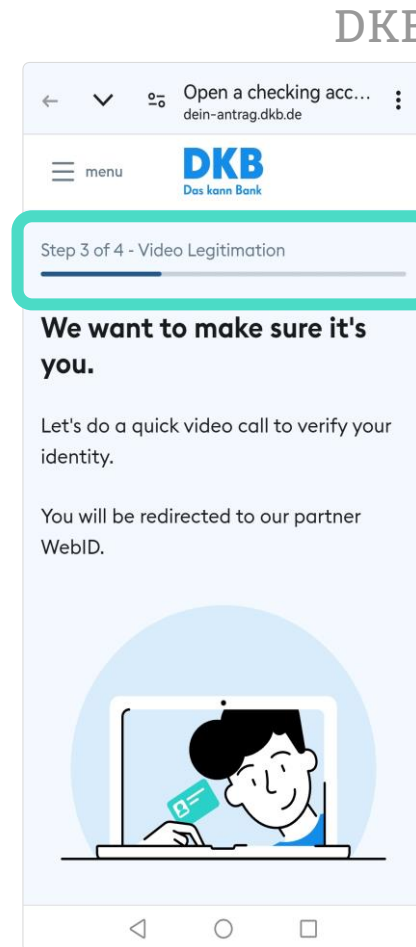 DKB
Open a checking acc...
dein-antrag.dkb.de
menu
DKB
Das kann Bank
Step 3 of 4 - Video Legitimation
We want to make sure it's
you.
Let's do a quick video call to verify your
identity.
You will be redirected to our partner
WebID.